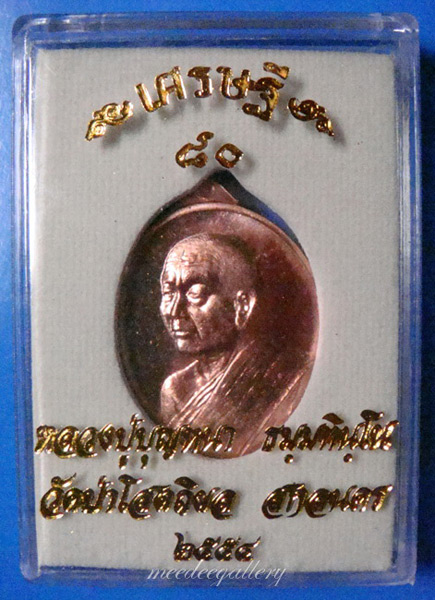 เศรษฐี
๘๐
หลวงปู่บุญหนา ธมฺมทินฺโน
วัดป่าโสตถิผล สกลนคร
๒๕๕๔
meedeegallery